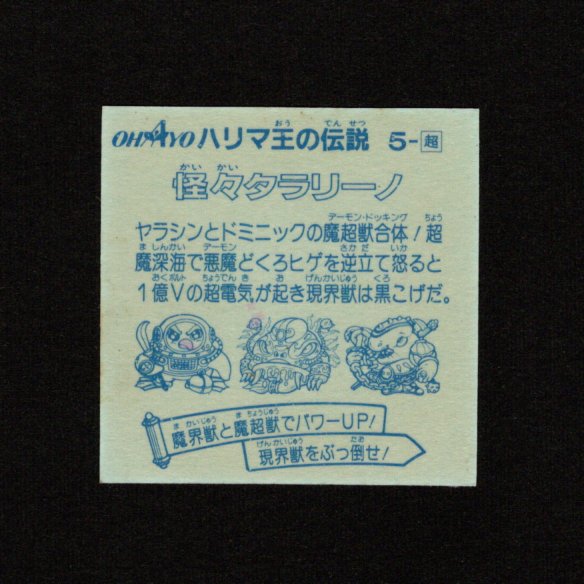 OHAYO ハリマ王の伝説 5-超
怪々タラリーノ
ヤラシンとドミニックの魔超獣合体!超
魔深海で悪魔どくろヒゲを逆立て怒ると
1億Vの超電気が起き現界獣は黒こげだ。
魔界獣と魔超獣でパワーUP!
現界獣をぶっ倒せ!